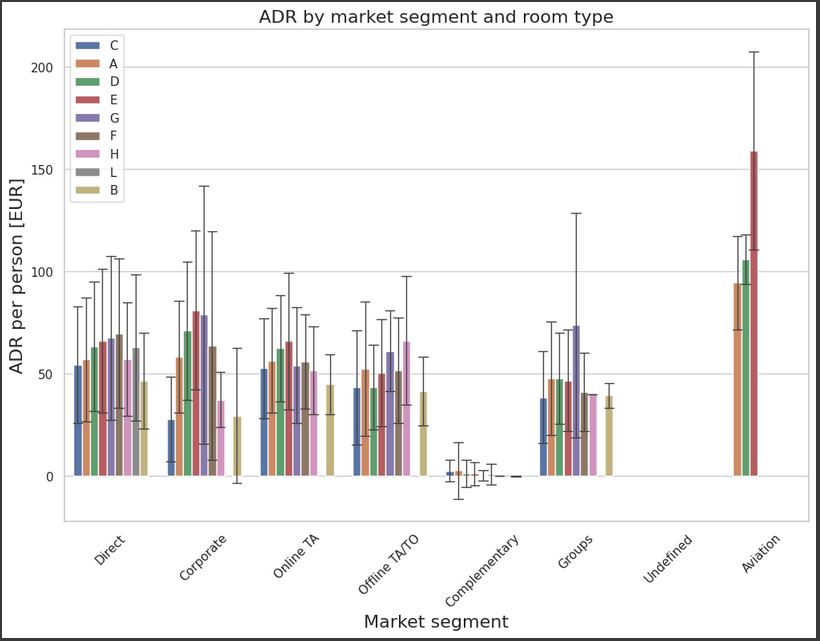 ADR by market segment and room type
C
A
D
E
G
F
H
L
B
200
150
100
50
0
ADR per person [EUR]
Direct
Corporate
Online TA
Offline TA/TO
Complementary
Groups
Undefined
Aviation
Market segment